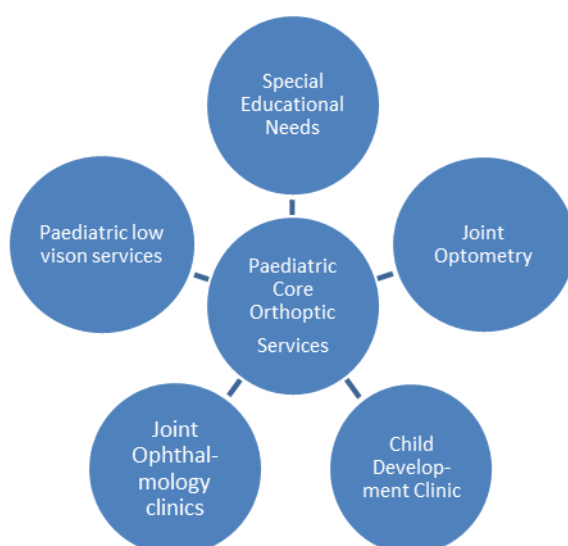 Special
Educational
Needs
Paediatric low
vison services
Joint
Optometry
Paediatric
Core
Orthoptic
Services
Joint
Ophthal-
mology
clinics
Child
Develop-
ment Clinic